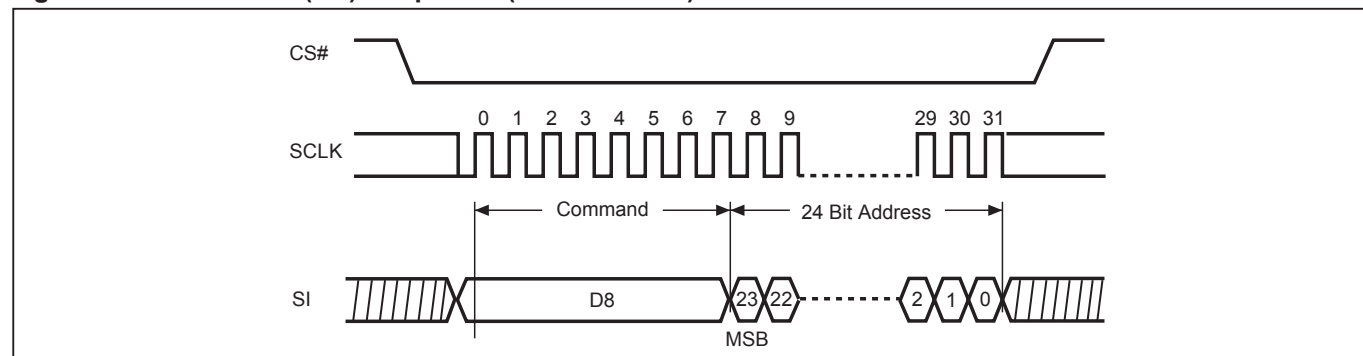 CS#
0 1 2 3 4 5 6 7 8 9 29 30 31
SCLK
Command 24 Bit Address
SI D8 23 22 2 1 0
MSB